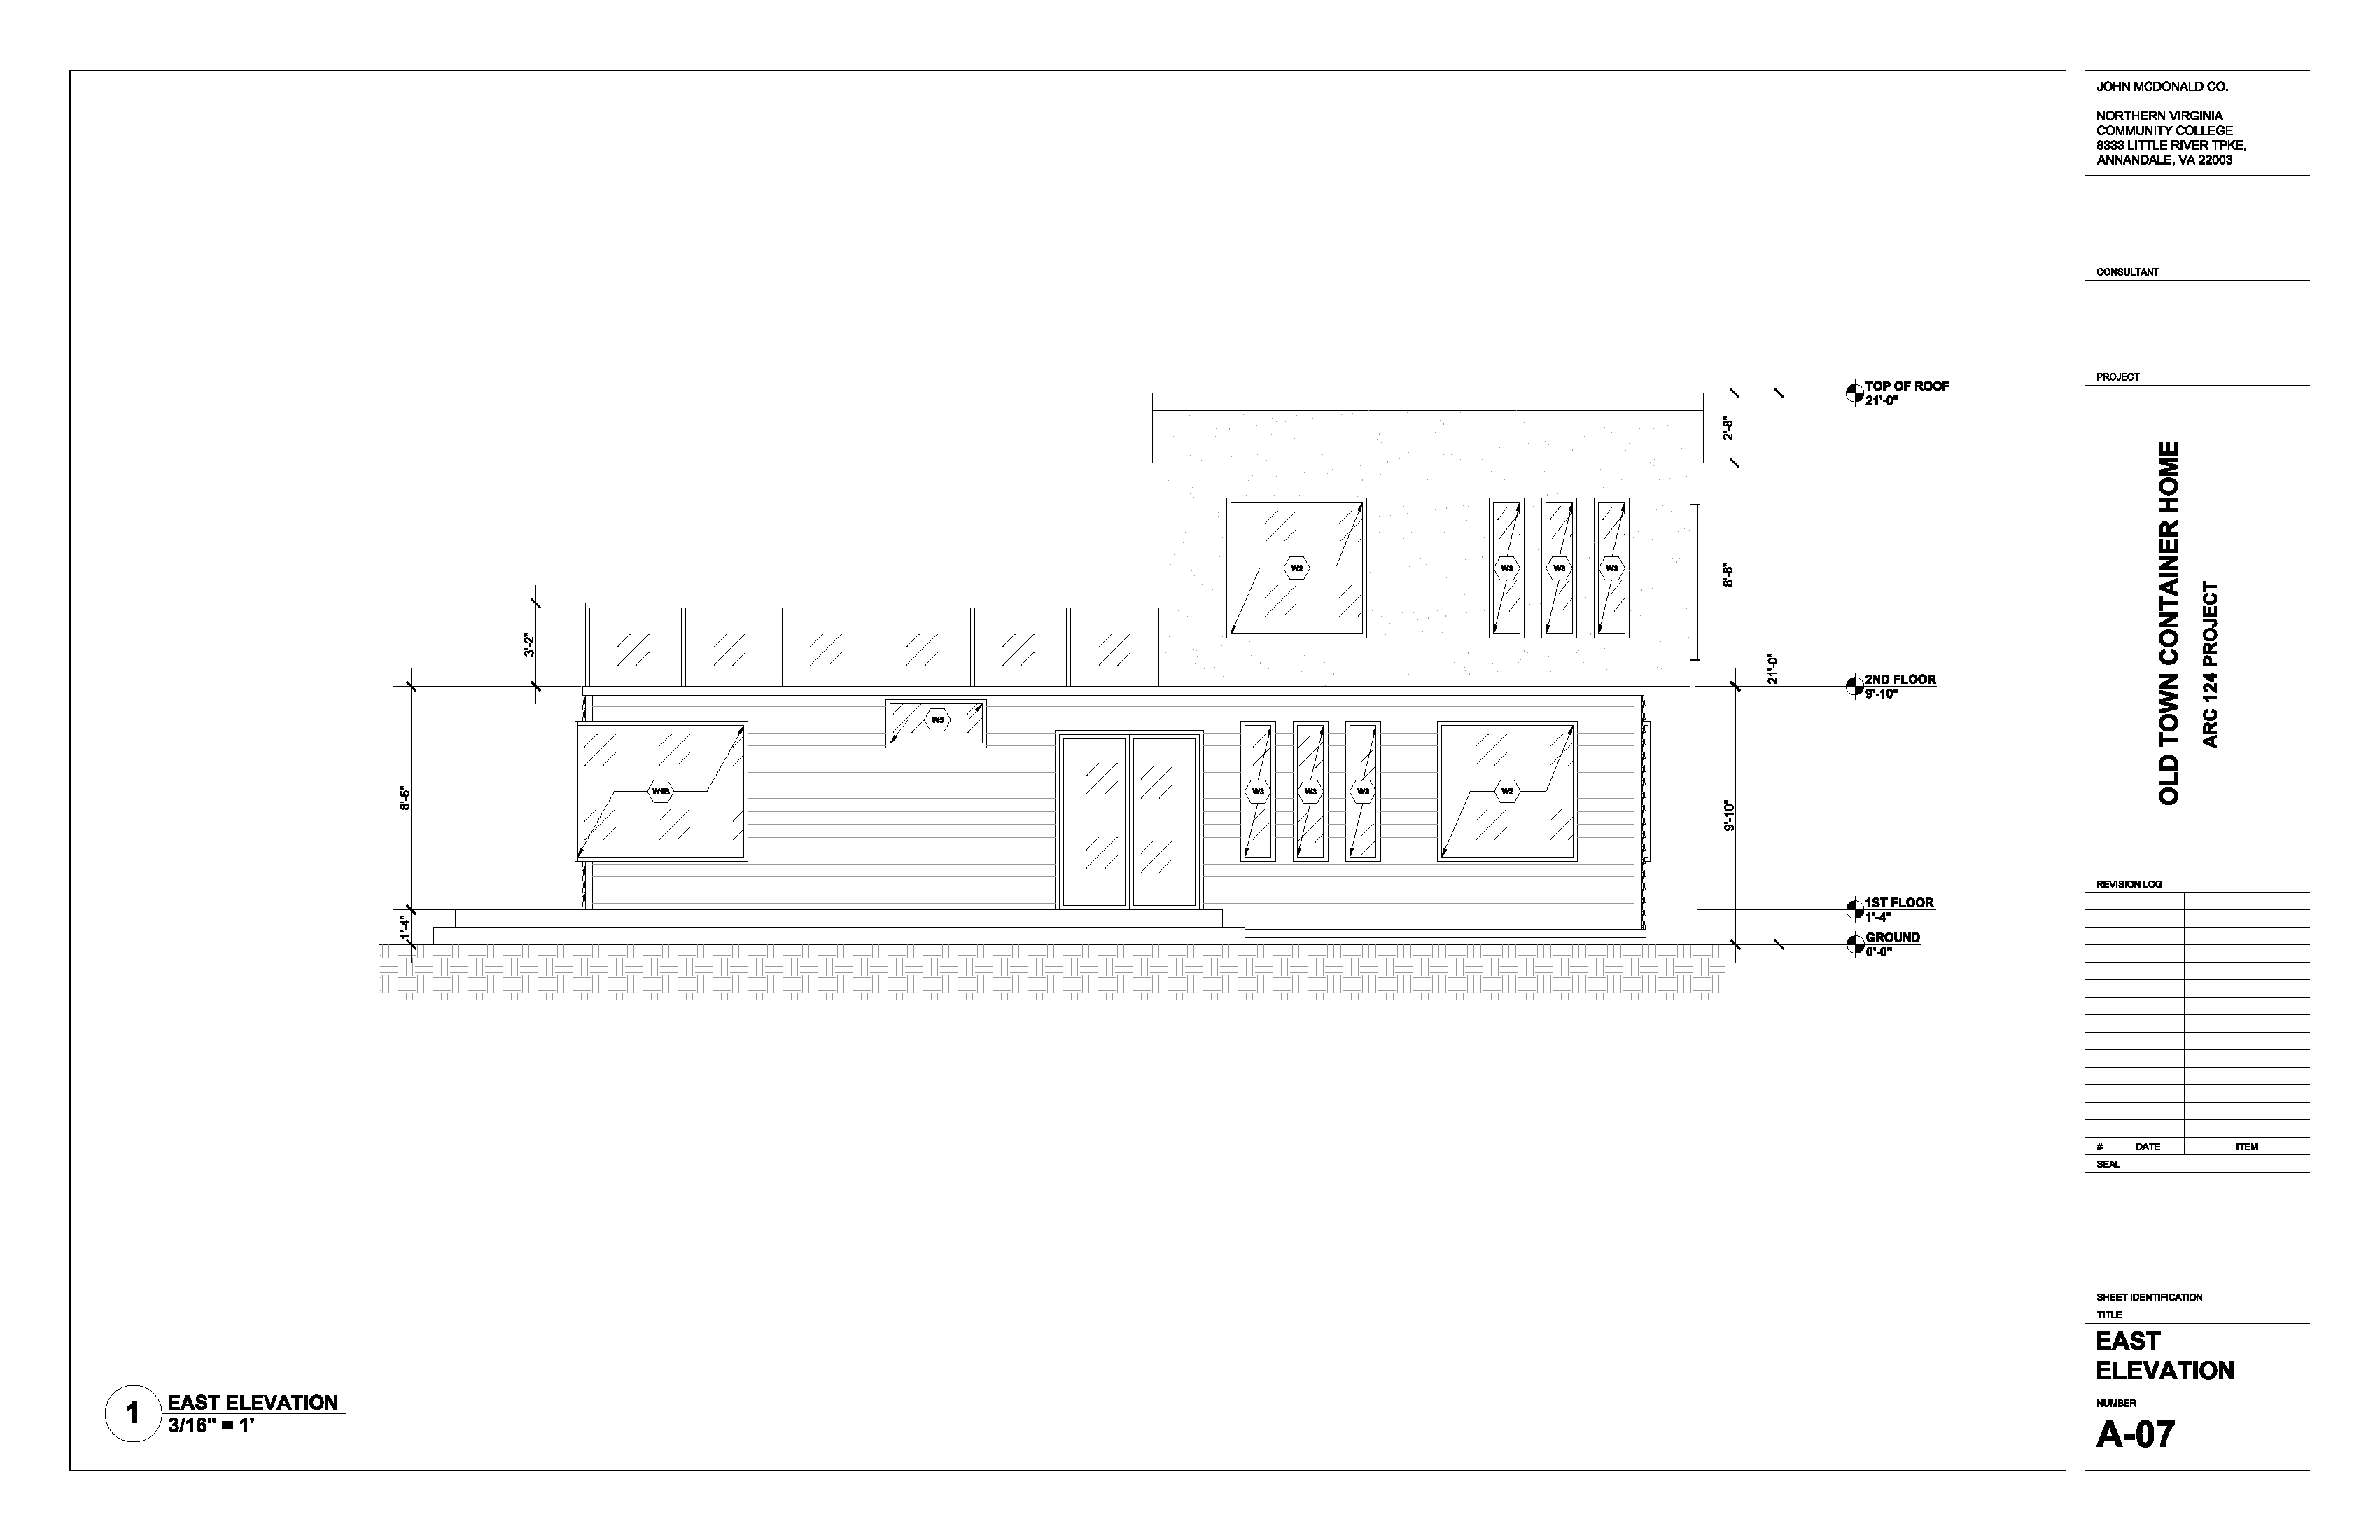 JOHN MCDONALD CO.
NORTHERN VIRGINIA
COMMUNITY COLLEGE
8333 LITTLE RIVER TPKE,
ANNANDALE, VA 22003
CONSULTANT
PROJECT
OLD TOWN CONTAINER HOME
ARC 124 PROJECT
REVISION LOG
# DATE ITEM
SEAL
SHEET IDENTIFICATION
TITLE
EAST
ELEVATION
NUMBER
A-07
TOP OF ROOF
21'-0"
2'-8"
8'-6"
W2 W3 W3 W3
3'-2"
21'-0"
2ND FLOOR
9'-10"
W5
8'-6"
W1B W3 W3 W3 W2
9'-10"
1ST FLOOR
1'-4"
1'-4"
GROUND
0'-0"
1 EAST ELEVATION
3/16" = 1'